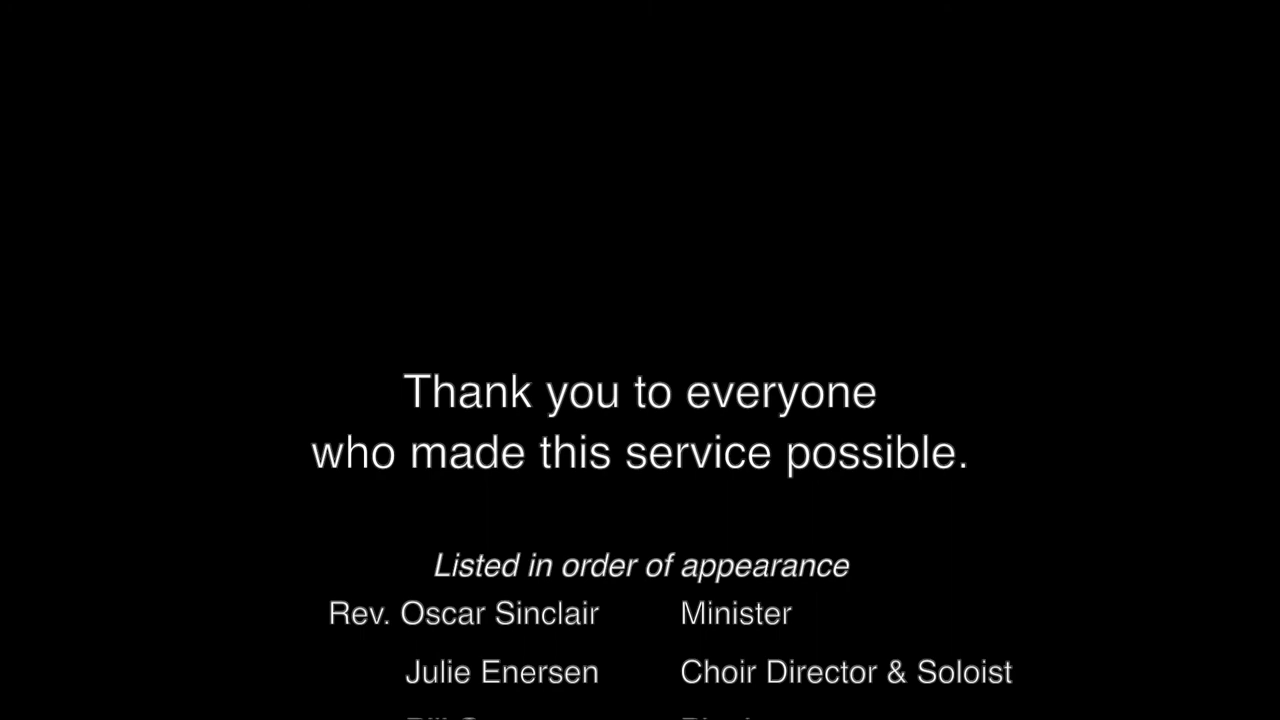 Thank you to everyone
who made this service possible.
Listed in order of appearance
Rev. Oscar Sinclair Minister
Julie Enersen Choir Director & Soloist